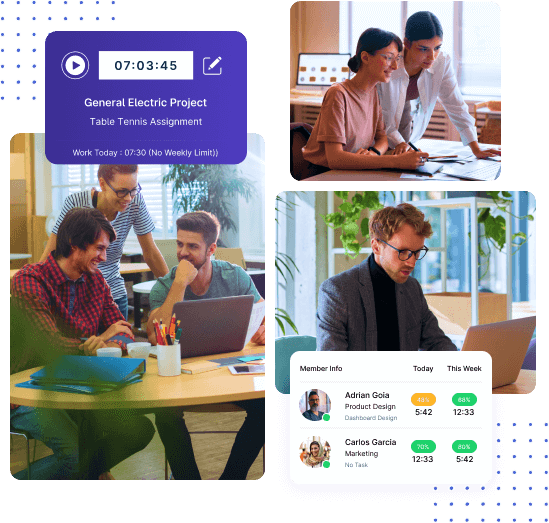 07:03:45
General Electric Project
Table Tennis Assignment
Work Today : 07:30 (No Weekly Limit))
Member Info Today This Week
Adrian Goia 45% 68%
Product Design 5:42 12:33
Dashboard Design
Carlos Garcia 70% 80%
Marketing 12:33 5:42
No Task